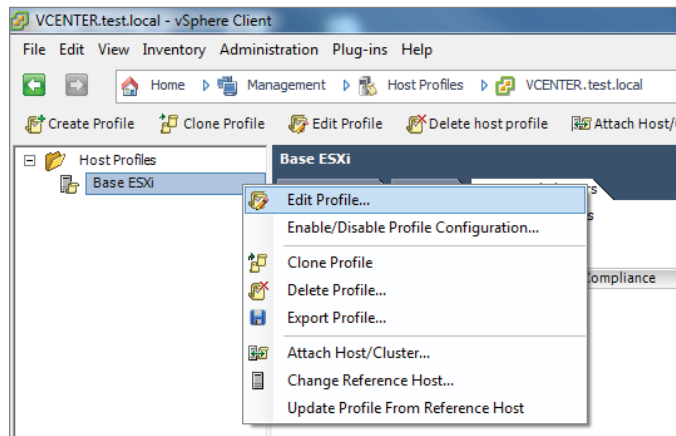 VCENTER.test.local - vSphere Client
File Edit View Inventory Administration Plug-ins Help
Home Management Host Profiles VCENTER.test.local
Create Profile Clone Profile Edit Profile Delete host profile Attach Host/
Host Profiles
Base ESXi
Base ESXi
Edit Profile...
Enable/Disable Profile Configuration...
Clone Profile
Delete Profile...
Compliance
Export Profile...
Attach Host/Cluster...
Change Reference Host...
Update Profile From Reference Host